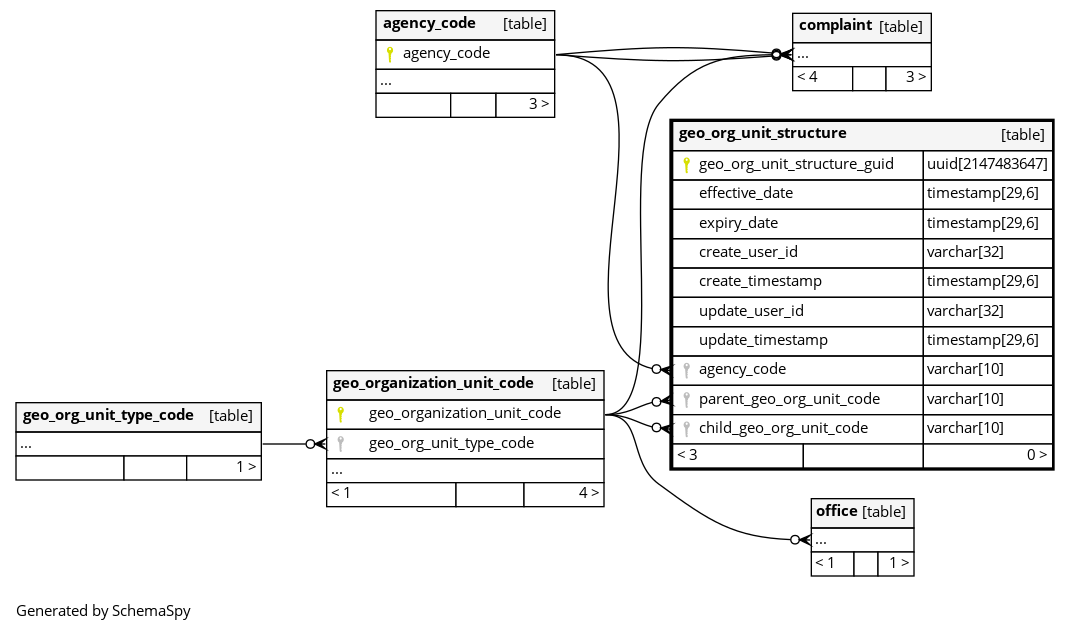 agency_code [table]
agency_code
...
3 >
complaint [table]
...
< 4 3 >
geo_org_unit_structure [table]
geo_org_unit_structure_guid uuid[2147483647]
effective_date timestamp[29,6]
expiry_date timestamp[29,6]
create_user_id varchar[32]
create_timestamp timestamp[29,6]
update_user_id varchar[32]
update_timestamp timestamp[29,6]
agency_code varchar[10]
parent_geo_org_unit_code varchar[10]
child_geo_org_unit_code varchar[10]
< 3 0 >
geo_organization_unit_code [table]
geo_organization_unit_code
geo_org_unit_type_code
...
< 1 4 >
geo_org_unit_type_code [table]
...
1 >
office [table]
...
< 1 1 >
Generated by SchemaSpy